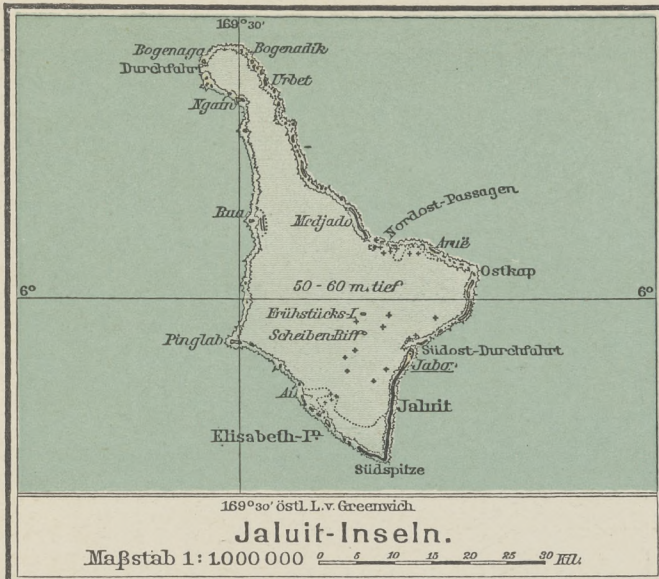 169°30'
Bogenaga
Bogenadik
Durchfahrt
Urbet
Ngain
Rua
Medjado
Nordost-Passagen
Aruë
Ostkap
6°
50 - 60 m. tief
6°
Frühstücks-I.
Pinglab
Scheiben-Riff
Südost-Durchfahrt
Jabor
Ai
Jaluit
Elisabeth-In.
Südspitze
169°30' östl. L. v. Greenwich
Jaluit-Inseln.
Maßstab 1: 1.000 000 0 5 10 15 20 25 30 Kil.